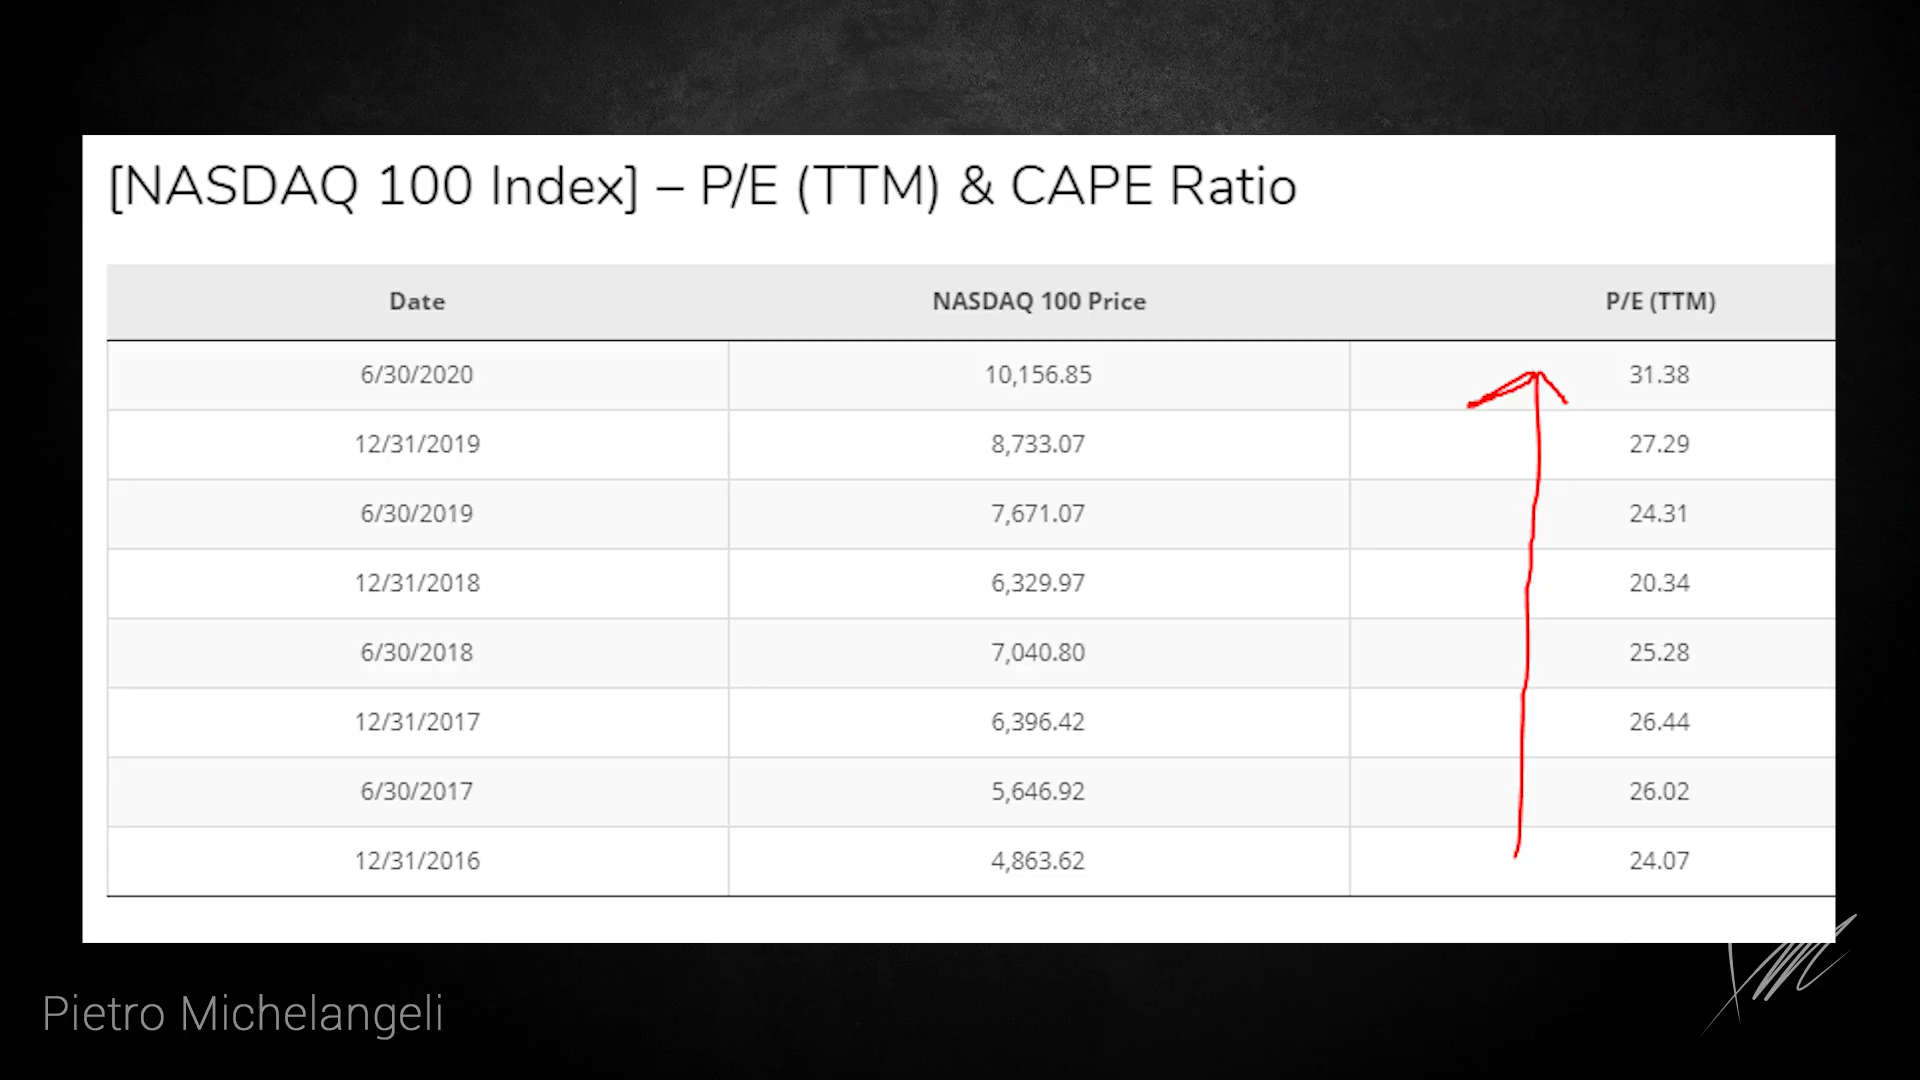 [NASDAQ 100 Index] – P/E (TTM) & CAPE Ratio
Date NASDAQ 100 Price P/E (TTM)
6/30/2020 10,156.85 31.38
12/31/2019 8,733.07 27.29
6/30/2019 7,671.07 24.31
12/31/2018 6,329.97 20.34
6/30/2018 7,040.80 25.28
12/31/2017 6,396.42 26.44
6/30/2017 5,646.92 26.02
12/31/2016 4,863.62 24.07
Pietro Michelangeli